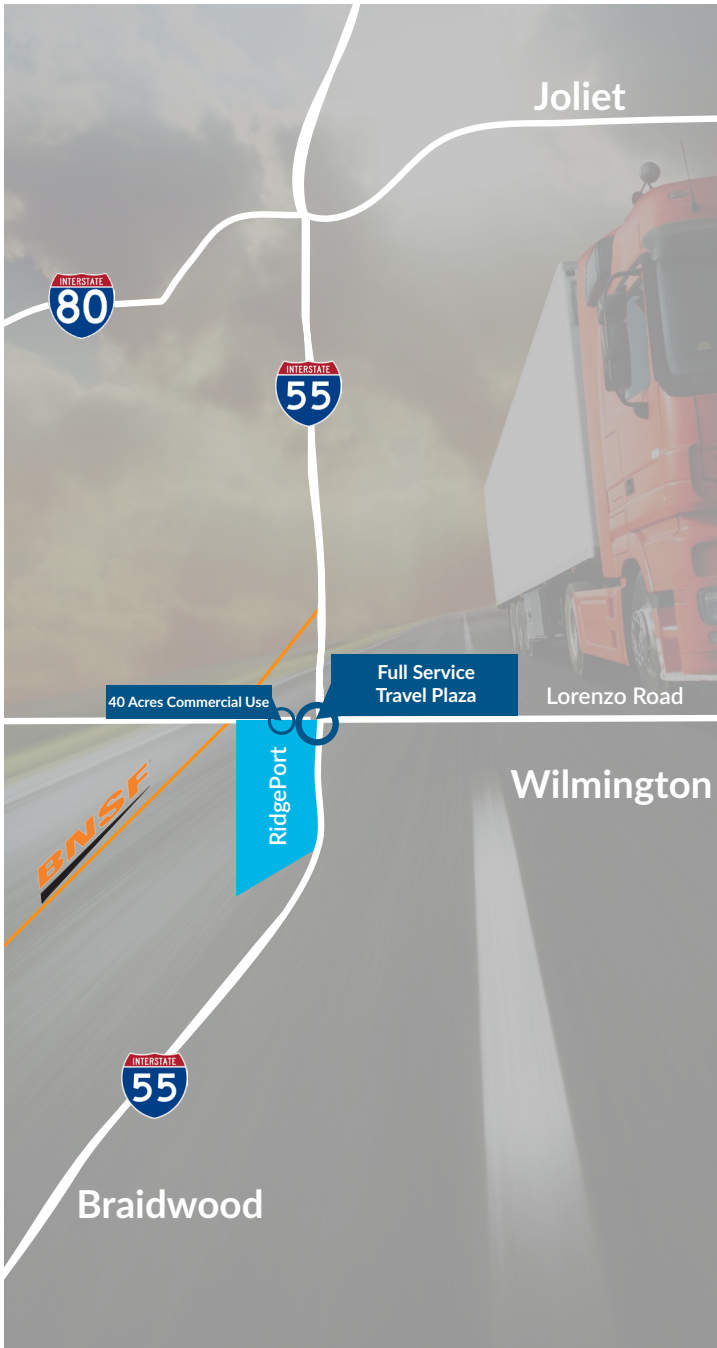 Joliet
INTERSTATE
80
INTERSTATE
55
40 Acres Commercial Use
Full Service
Travel Plaza
Lorenzo Road
RidgePort
Wilmington
BNSF
INTERSTATE
55
Braidwood